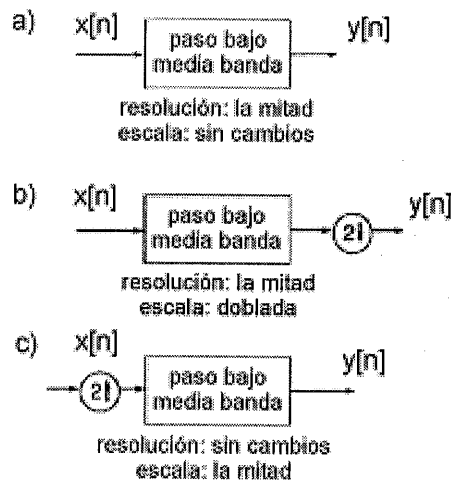 a) x[n] y[n]
paso bajo
media banda
resolución: la mitad
escala: sin cambios
b) x[n] y[n]
paso bajo
media banda
2↓
resolución: la mitad
escala: doblada
c) x[n] y[n]
2↑
paso bajo
media banda
resolución: sin cambios
escala: la mitad